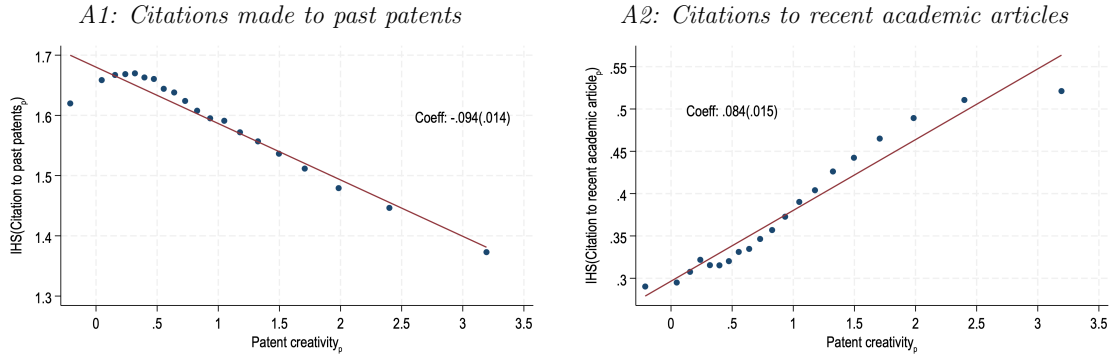 A1: Citations made to past patents
1.7
1.6
1.5
1.4
1.3
IHS(Citation to past patentsₚ)
Coeff: -.094(.014)
0 .5 1 1.5 2 2.5 3 3.5
Patent creativityₚ
A2: Citations to recent academic articles
.55
.5
.45
.4
.35
.3
IHS(Citation to recent academic articleₚ)
Coeff: .084(.015)
0 .5 1 1.5 2 2.5 3 3.5
Patent creativityₚ